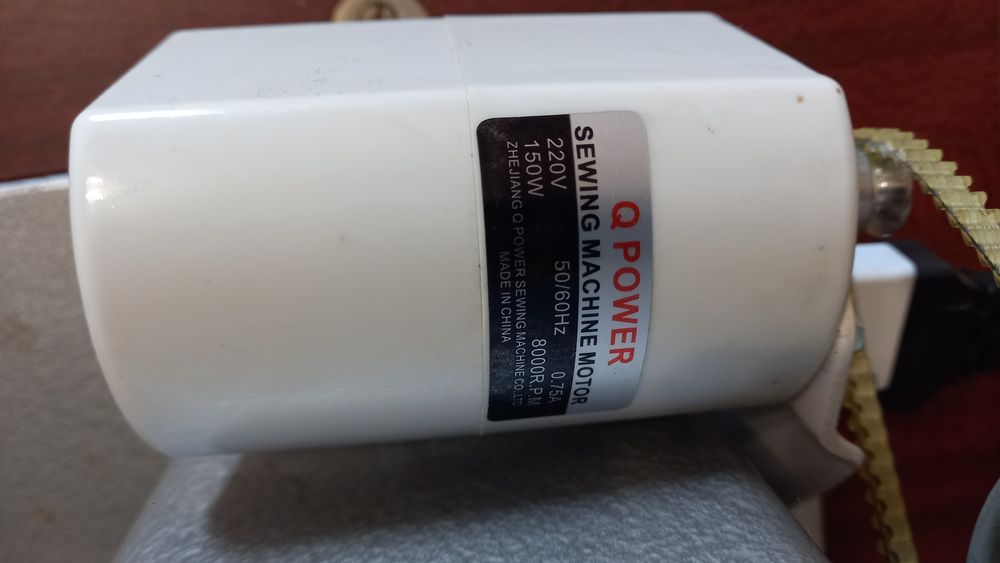 Q POWER
SEWING MACHINE MOTOR
220V 50/60Hz 0.75A
150W 8000R.P.M
ZHEJIANG Q POWER SEWING MACHINE CO.LTD
MADE IN CHINA